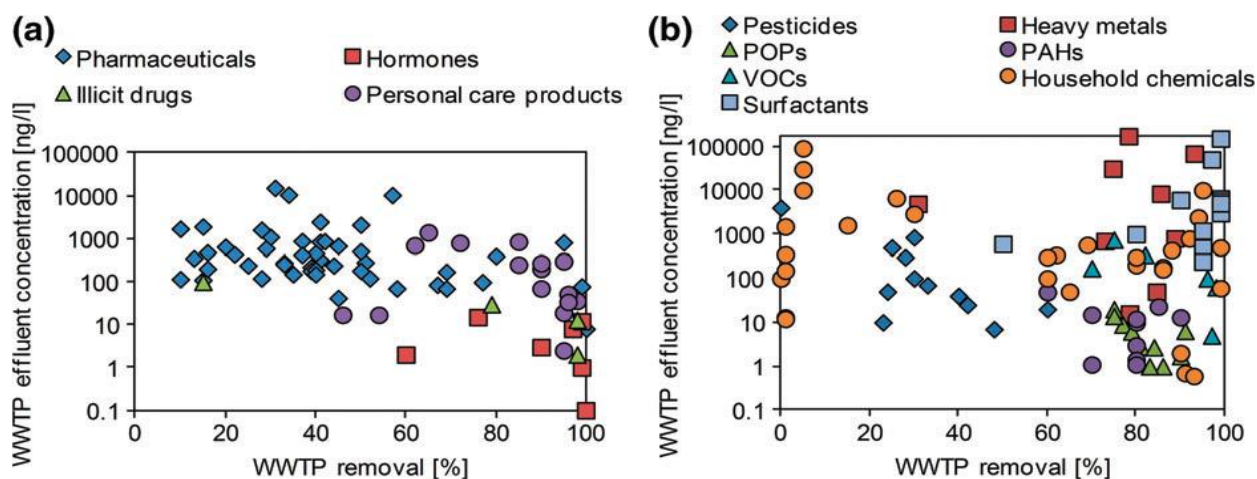 (a)
Pharmaceuticals
Hormones
Illicit drugs
Personal care products
WWTP effluent concentration [ng/l]
100000
10000
1000
100
10
1
0.1
0
20
40
60
80
100
WWTP removal [%]
(b)
Pesticides
Heavy metals
POPs
PAHs
VOCs
Household chemicals
Surfactants
WWTP effluent concentration [ng/l]
100000
10000
1000
100
10
1
0.1
0
20
40
60
80
100
WWTP removal [%]